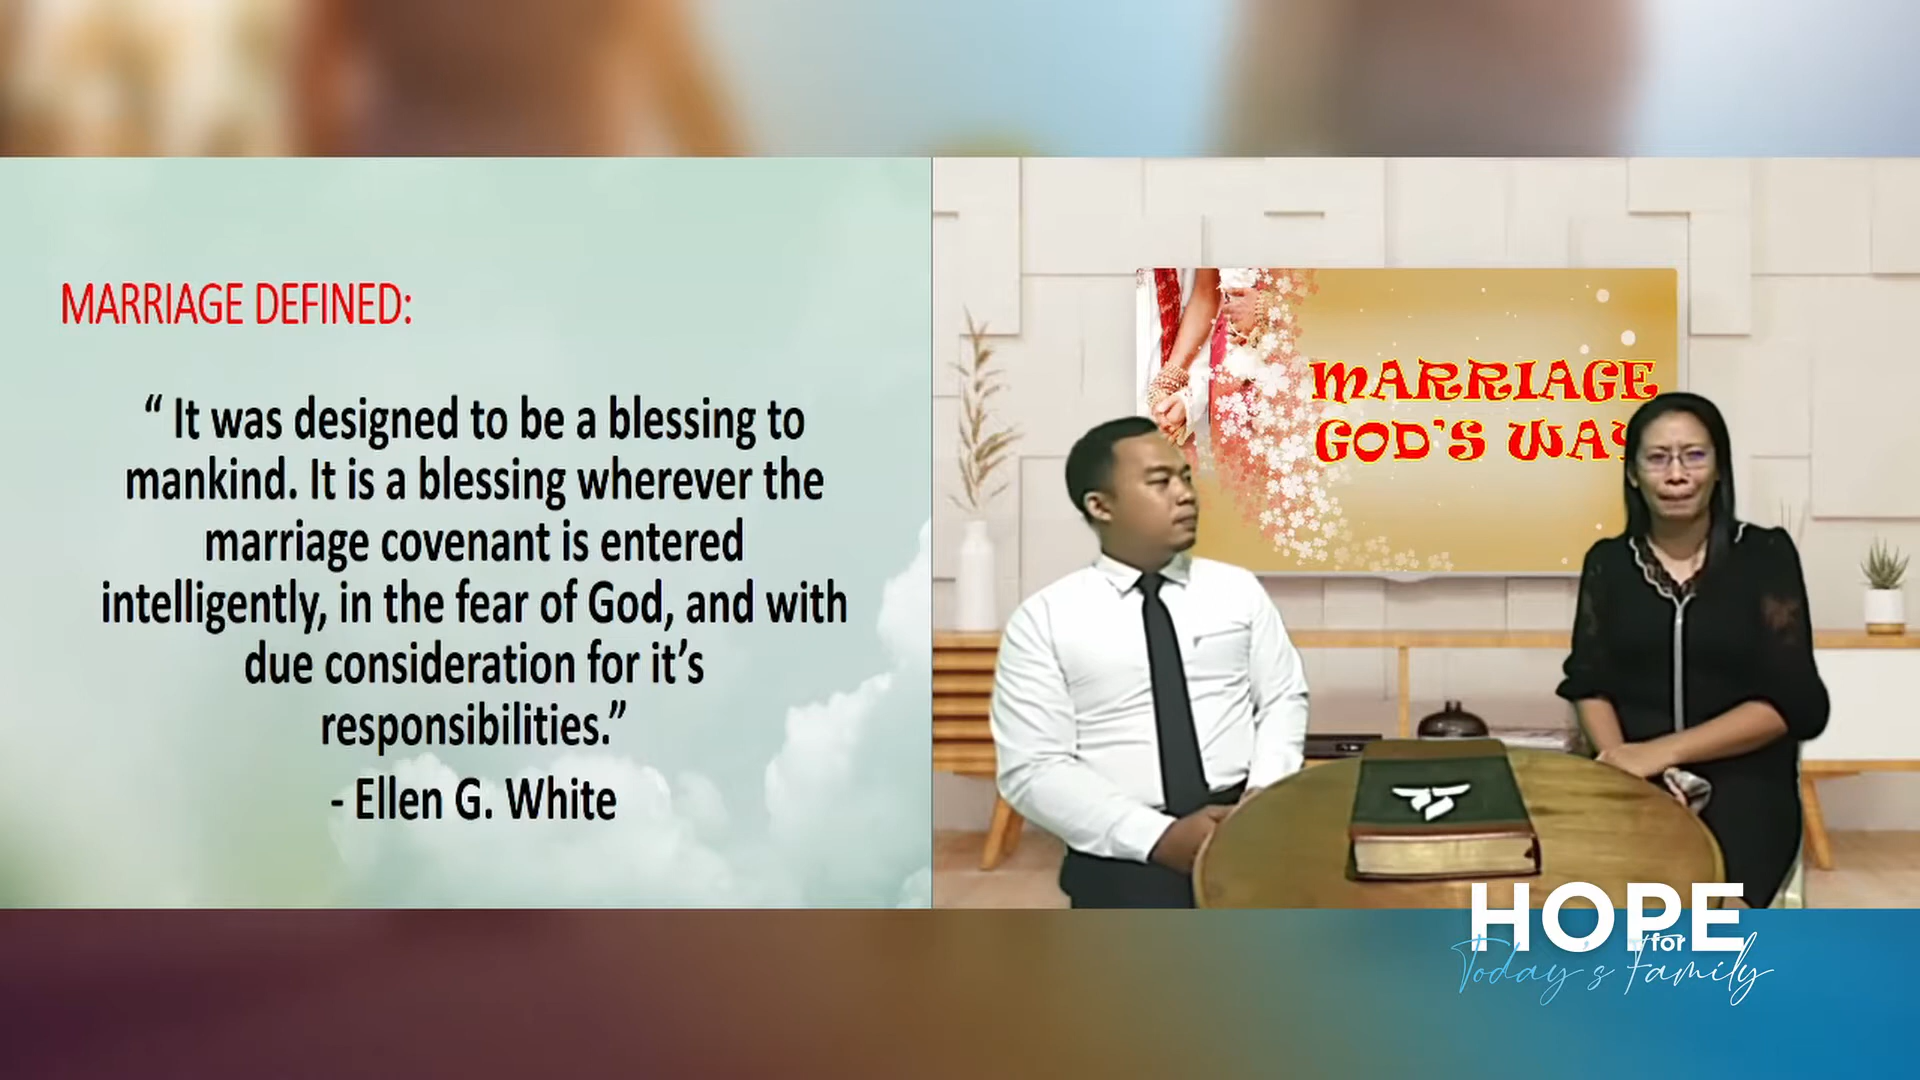 MARRIAGE DEFINED:
“ It was designed to be a blessing to
mankind. It is a blessing wherever the
marriage covenant is entered
intelligently, in the fear of God, and with
due consideration for it’s
responsibilities.”
- Ellen G. White
MARRIAGE
GOD'S WAY
HOPE
for
Today's Family